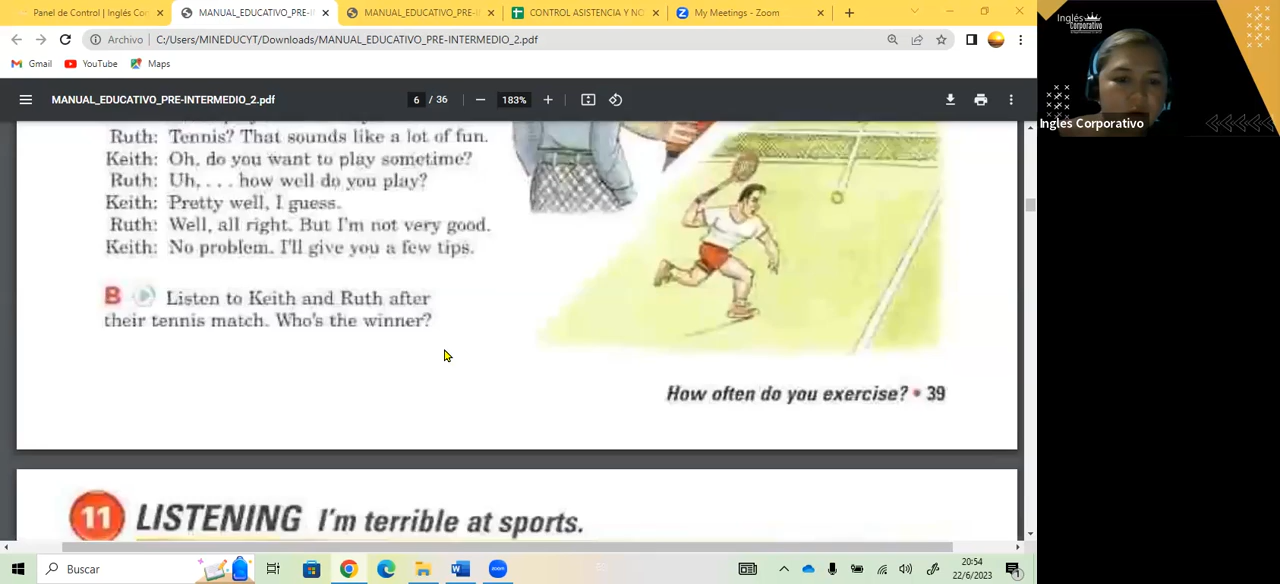 Panel de Control | Inglés Cor
MANUAL_EDUCATIVO_PRE-I
MANUAL_EDUCATIVO_PRE-I
CONTROL ASISTENCIA Y NO
My Meetings - Zoom
Archivo
C:/Users/MINEDUCYT/Downloads/MANUAL_EDUCATIVO_PRE-INTERMEDIO_2.pdf
Gmail
YouTube
Maps
MANUAL_EDUCATIVO_PRE-INTERMEDIO_2.pdf
6 / 36
183%
Ruth: Tennis? That sounds like a lot of fun.
Keith: Oh, do you want to play sometime?
Ruth: Uh, . . . how well do you play?
Keith: Pretty well, I guess.
Ruth: Well, all right. But I'm not very good.
Keith: No problem. I'll give you a few tips.
B Listen to Keith and Ruth after
their tennis match. Who's the winner?
How often do you exercise? • 39
11 LISTENING I'm terrible at sports.
Buscar
zoom
20:54
22/6/2023
1
Inglés
Corporativo
Ingles Corporativo